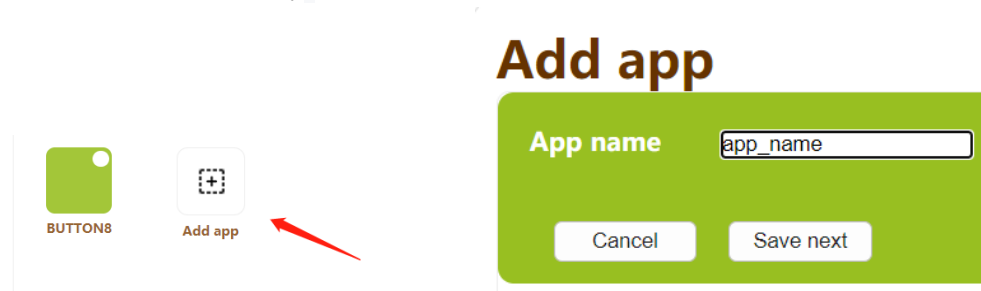 BUTTON8
Add app
Add app
App name
app_name
Cancel
Save next